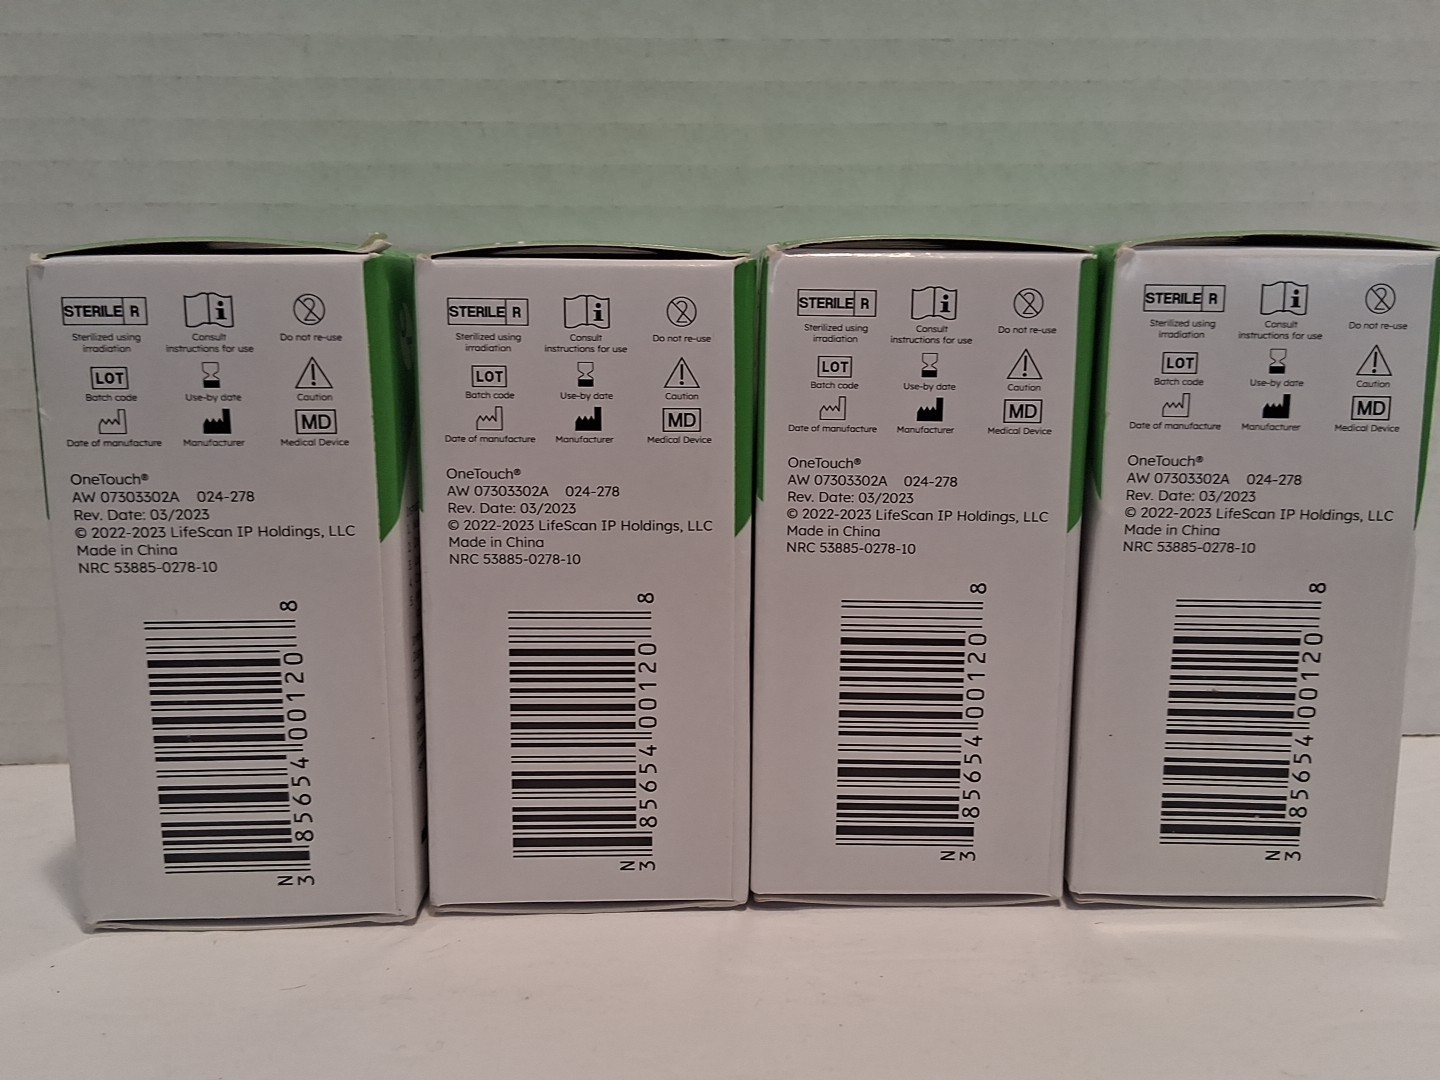 STERILE R
Sterilized using
irradiation
Consult
instructions for use
Do not re-use
LOT
Batch code
Use-by date
Caution
Date of manufacture
Manufacturer
MD
Medical Device
OneTouch®
AW 07303302A 024-278
Rev. Date: 03/2023
© 2022-2023 LifeScan IP Holdings, LLC
Made in China
NRC 53885-0278-10
N
3 85654 00120 8
STERILE R
Sterilized using
irradiation
Consult
instructions for use
Do not re-use
LOT
Batch code
Use-by date
Caution
Date of manufacture
Manufacturer
MD
Medical Device
OneTouch®
AW 07303302A 024-278
Rev. Date: 03/2023
© 2022-2023 LifeScan IP Holdings, LLC
Made in China
NRC 53885-0278-10
N
3 85654 00120 8
STERILE R
Sterilized using
irradiation
Consult
instructions for use
Do not re-use
LOT
Batch code
Use-by date
Caution
Date of manufacture
Manufacturer
MD
Medical Device
OneTouch®
AW 07303302A 024-278
Rev. Date: 03/2023
© 2022-2023 LifeScan IP Holdings, LLC
Made in China
NRC 53885-0278-10
N
3 85654 00120 8
STERILE R
Sterilized using
irradiation
Consult
instructions for use
Do not re-use
LOT
Batch code
Use-by date
Caution
Date of manufacture
Manufacturer
MD
Medical Device
OneTouch®
AW 07303302A 024-278
Rev. Date: 03/2023
© 2022-2023 LifeScan IP Holdings, LLC
Made in China
NRC 53885-0278-10
N
3 85654 00120 8